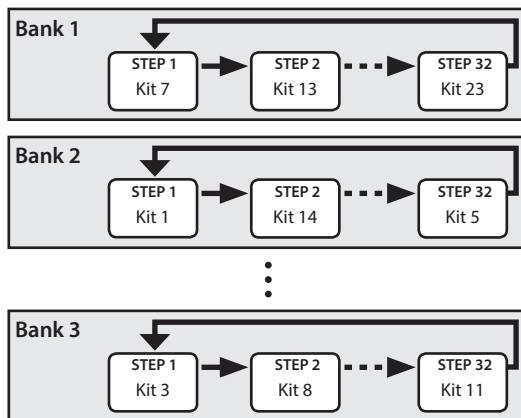 Bank 1
STEP 1
Kit 7
STEP 2
Kit 13
STEP 32
Kit 23
Bank 2
STEP 1
Kit 1
STEP 2
Kit 14
STEP 32
Kit 5
Bank 3
STEP 1
Kit 3
STEP 2
Kit 8
STEP 32
Kit 11